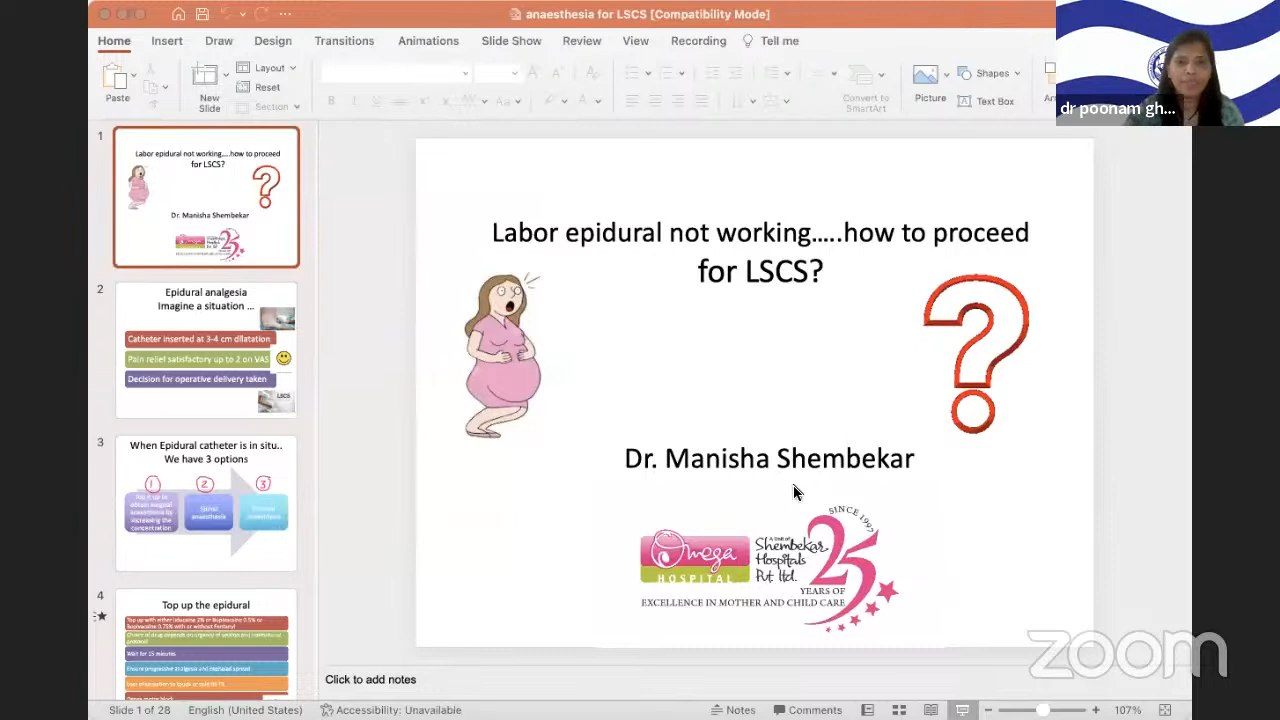 anaesthesia for LSCS [Compatibility Mode]
Home Insert Draw Design Transitions Animations Slide Show Review View Recording Tell me
Paste
New
Slide
Layout
Reset
Section
Convert to
SmartArt
Picture
Shapes
Text Box
dr poonam gh...
1
Labor epidural not working.....how to proceed
for LSCS?
Dr. Manisha Shembekar
2
Epidural analgesia
Imagine a situation ...
Catheter inserted at 3-4 cm dilatation
Pain relief satisfactory up to 2 on VAS
Decision for operative delivery taken
LSCS
3
When Epidural catheter is in situ..
We have 3 options
1 2 3
4
Top up the epidural
Wait for 15 minutes
Labor epidural not working.....how to proceed
for LSCS?
Dr. Manisha Shembekar
Omega
HOSPITAL
A Unit of
Shembekar
Hospitals
Pvt. ltd.
SINCE 1997
25
YEARS OF
EXCELLENCE IN MOTHER AND CHILD CARE
zoom
Click to add notes
Slide 1 of 28 English (United States) Accessibility: Unavailable Notes Comments 107%